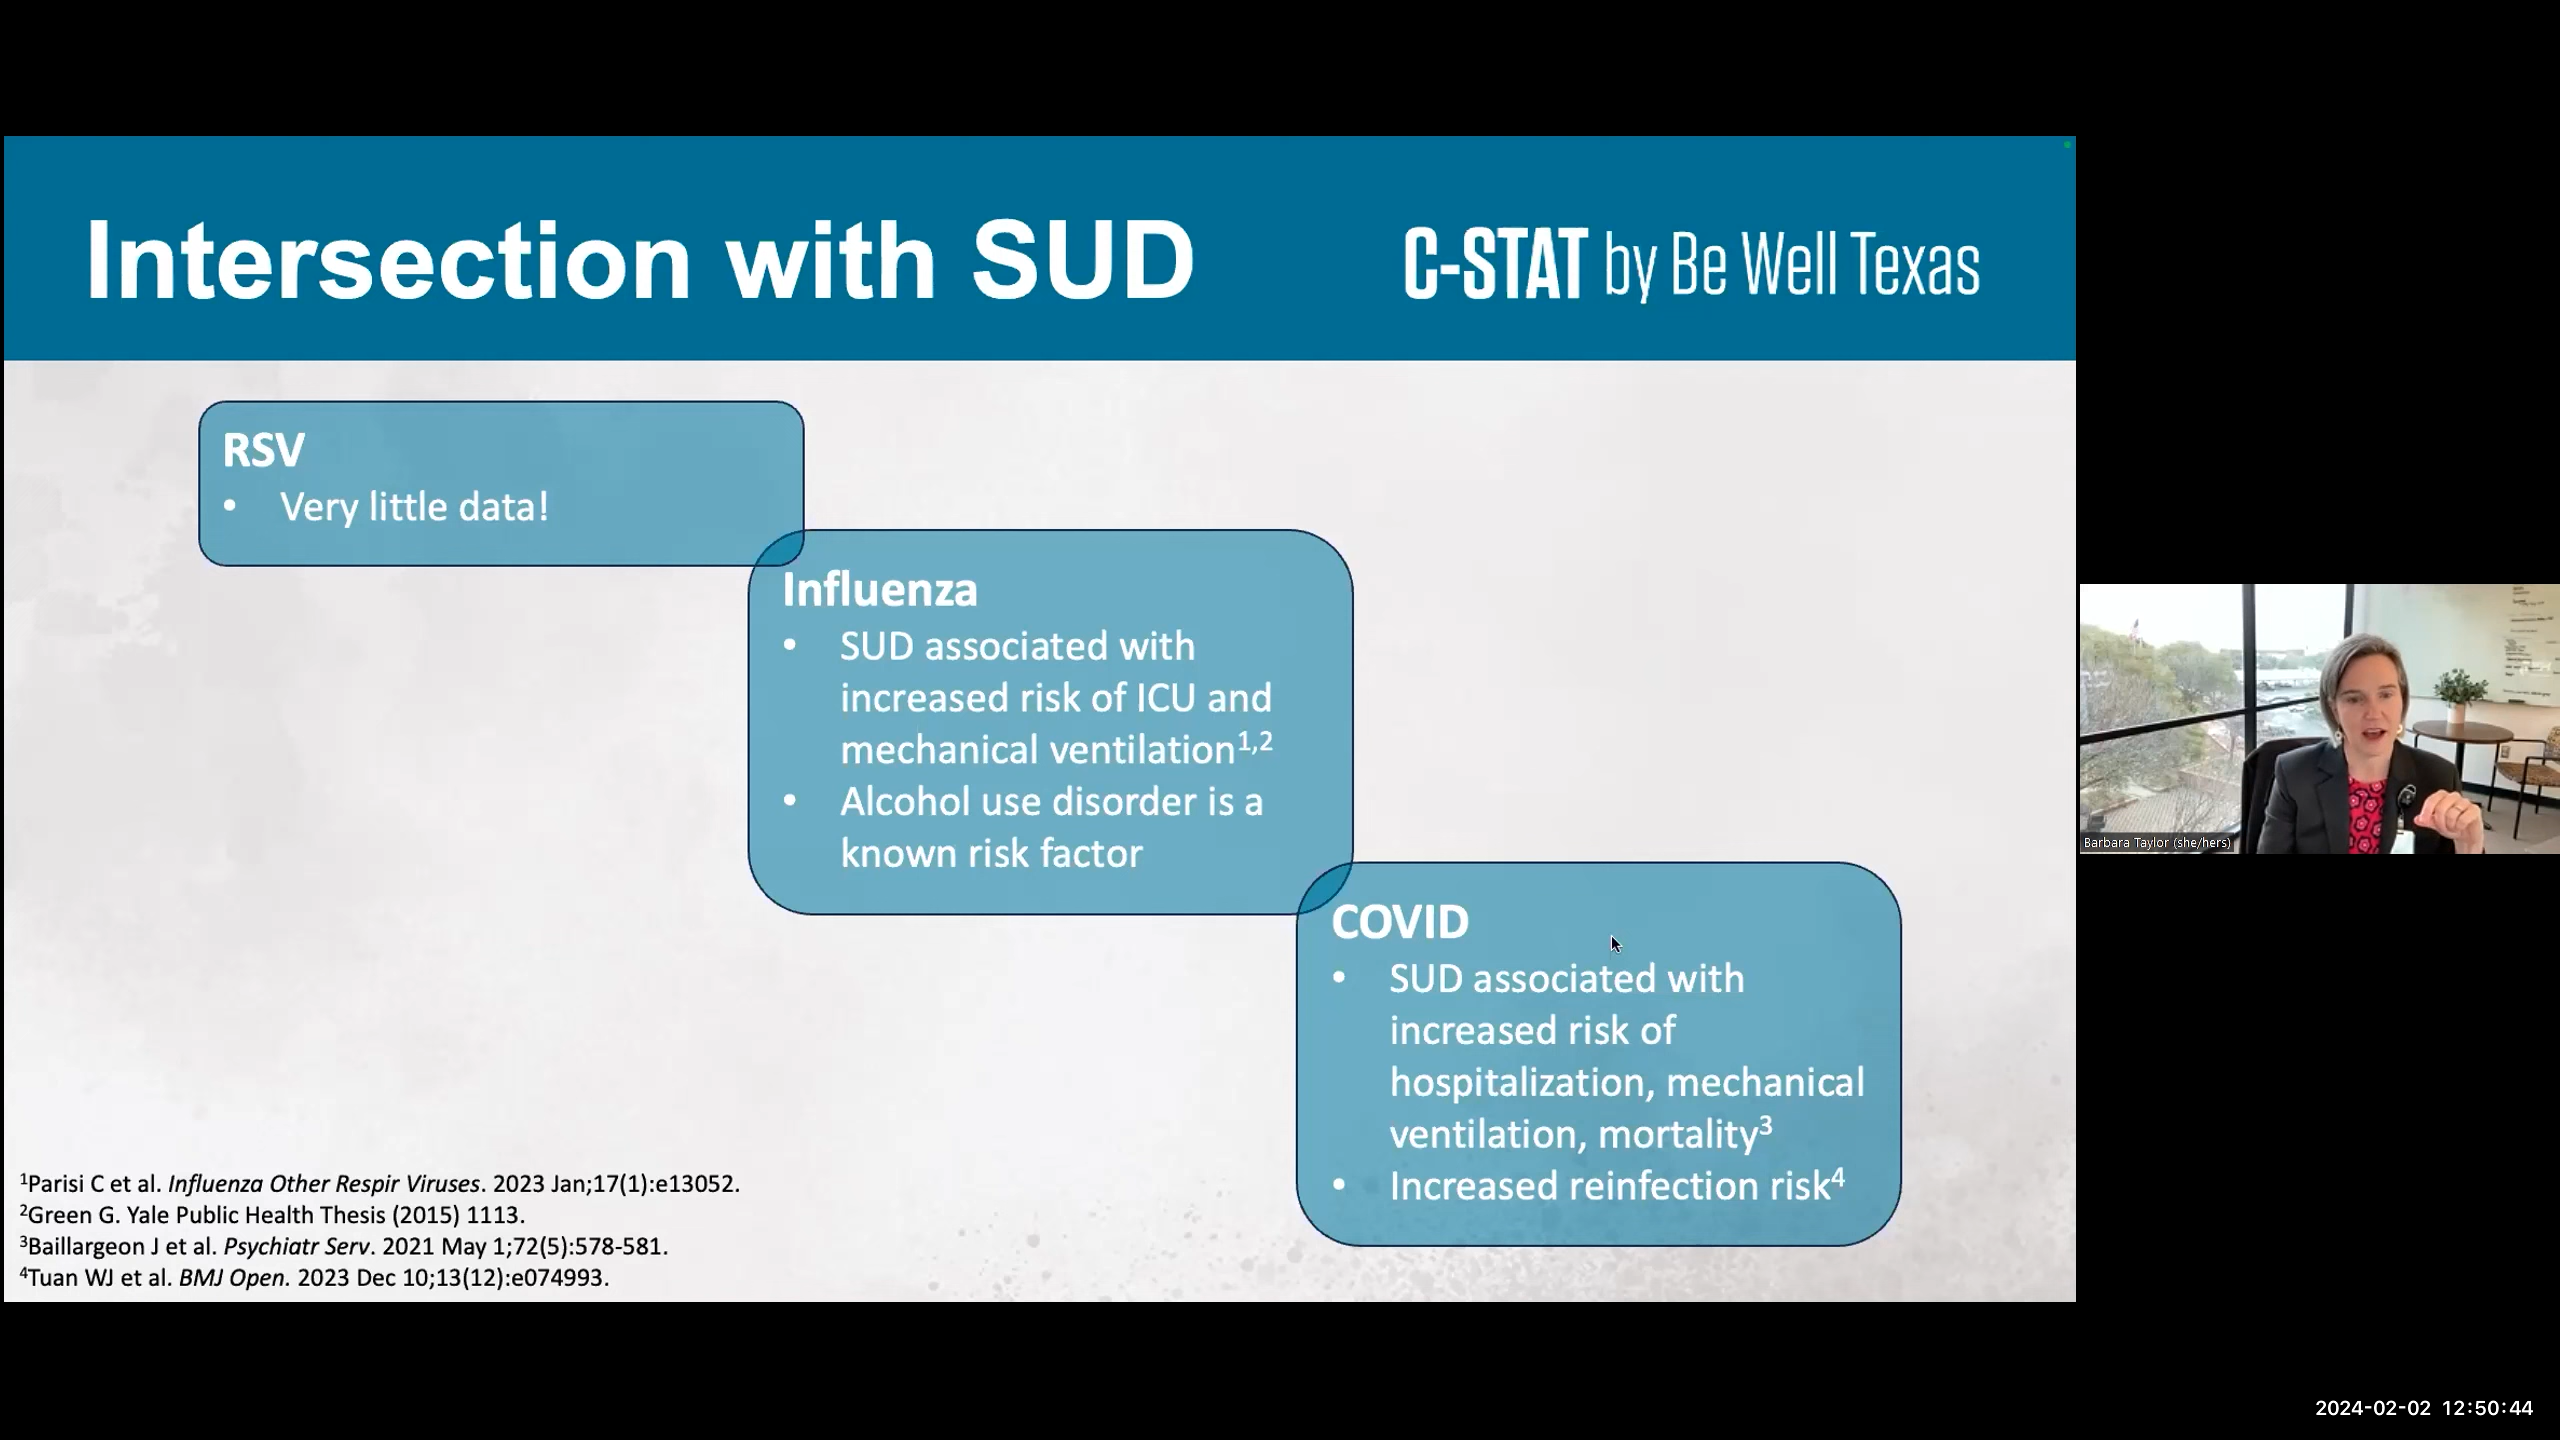 Intersection with SUD
C-STAT by Be Well Texas
RSV
• Very little data!
Influenza
• SUD associated with
increased risk of ICU and
mechanical ventilation1,2
• Alcohol use disorder is a
known risk factor
COVID
• SUD associated with
increased risk of
hospitalization, mechanical
ventilation, mortality3
• Increased reinfection risk4
1Parisi C et al. Influenza Other Respir Viruses. 2023 Jan;17(1):e13052.
2Green G. Yale Public Health Thesis (2015) 1113.
3Baillargeon J et al. Psychiatr Serv. 2021 May 1;72(5):578-581.
4Tuan WJ et al. BMJ Open. 2023 Dec 10;13(12):e074993.
Barbara Taylor (she/hers)
2024-02-02 12:50:44